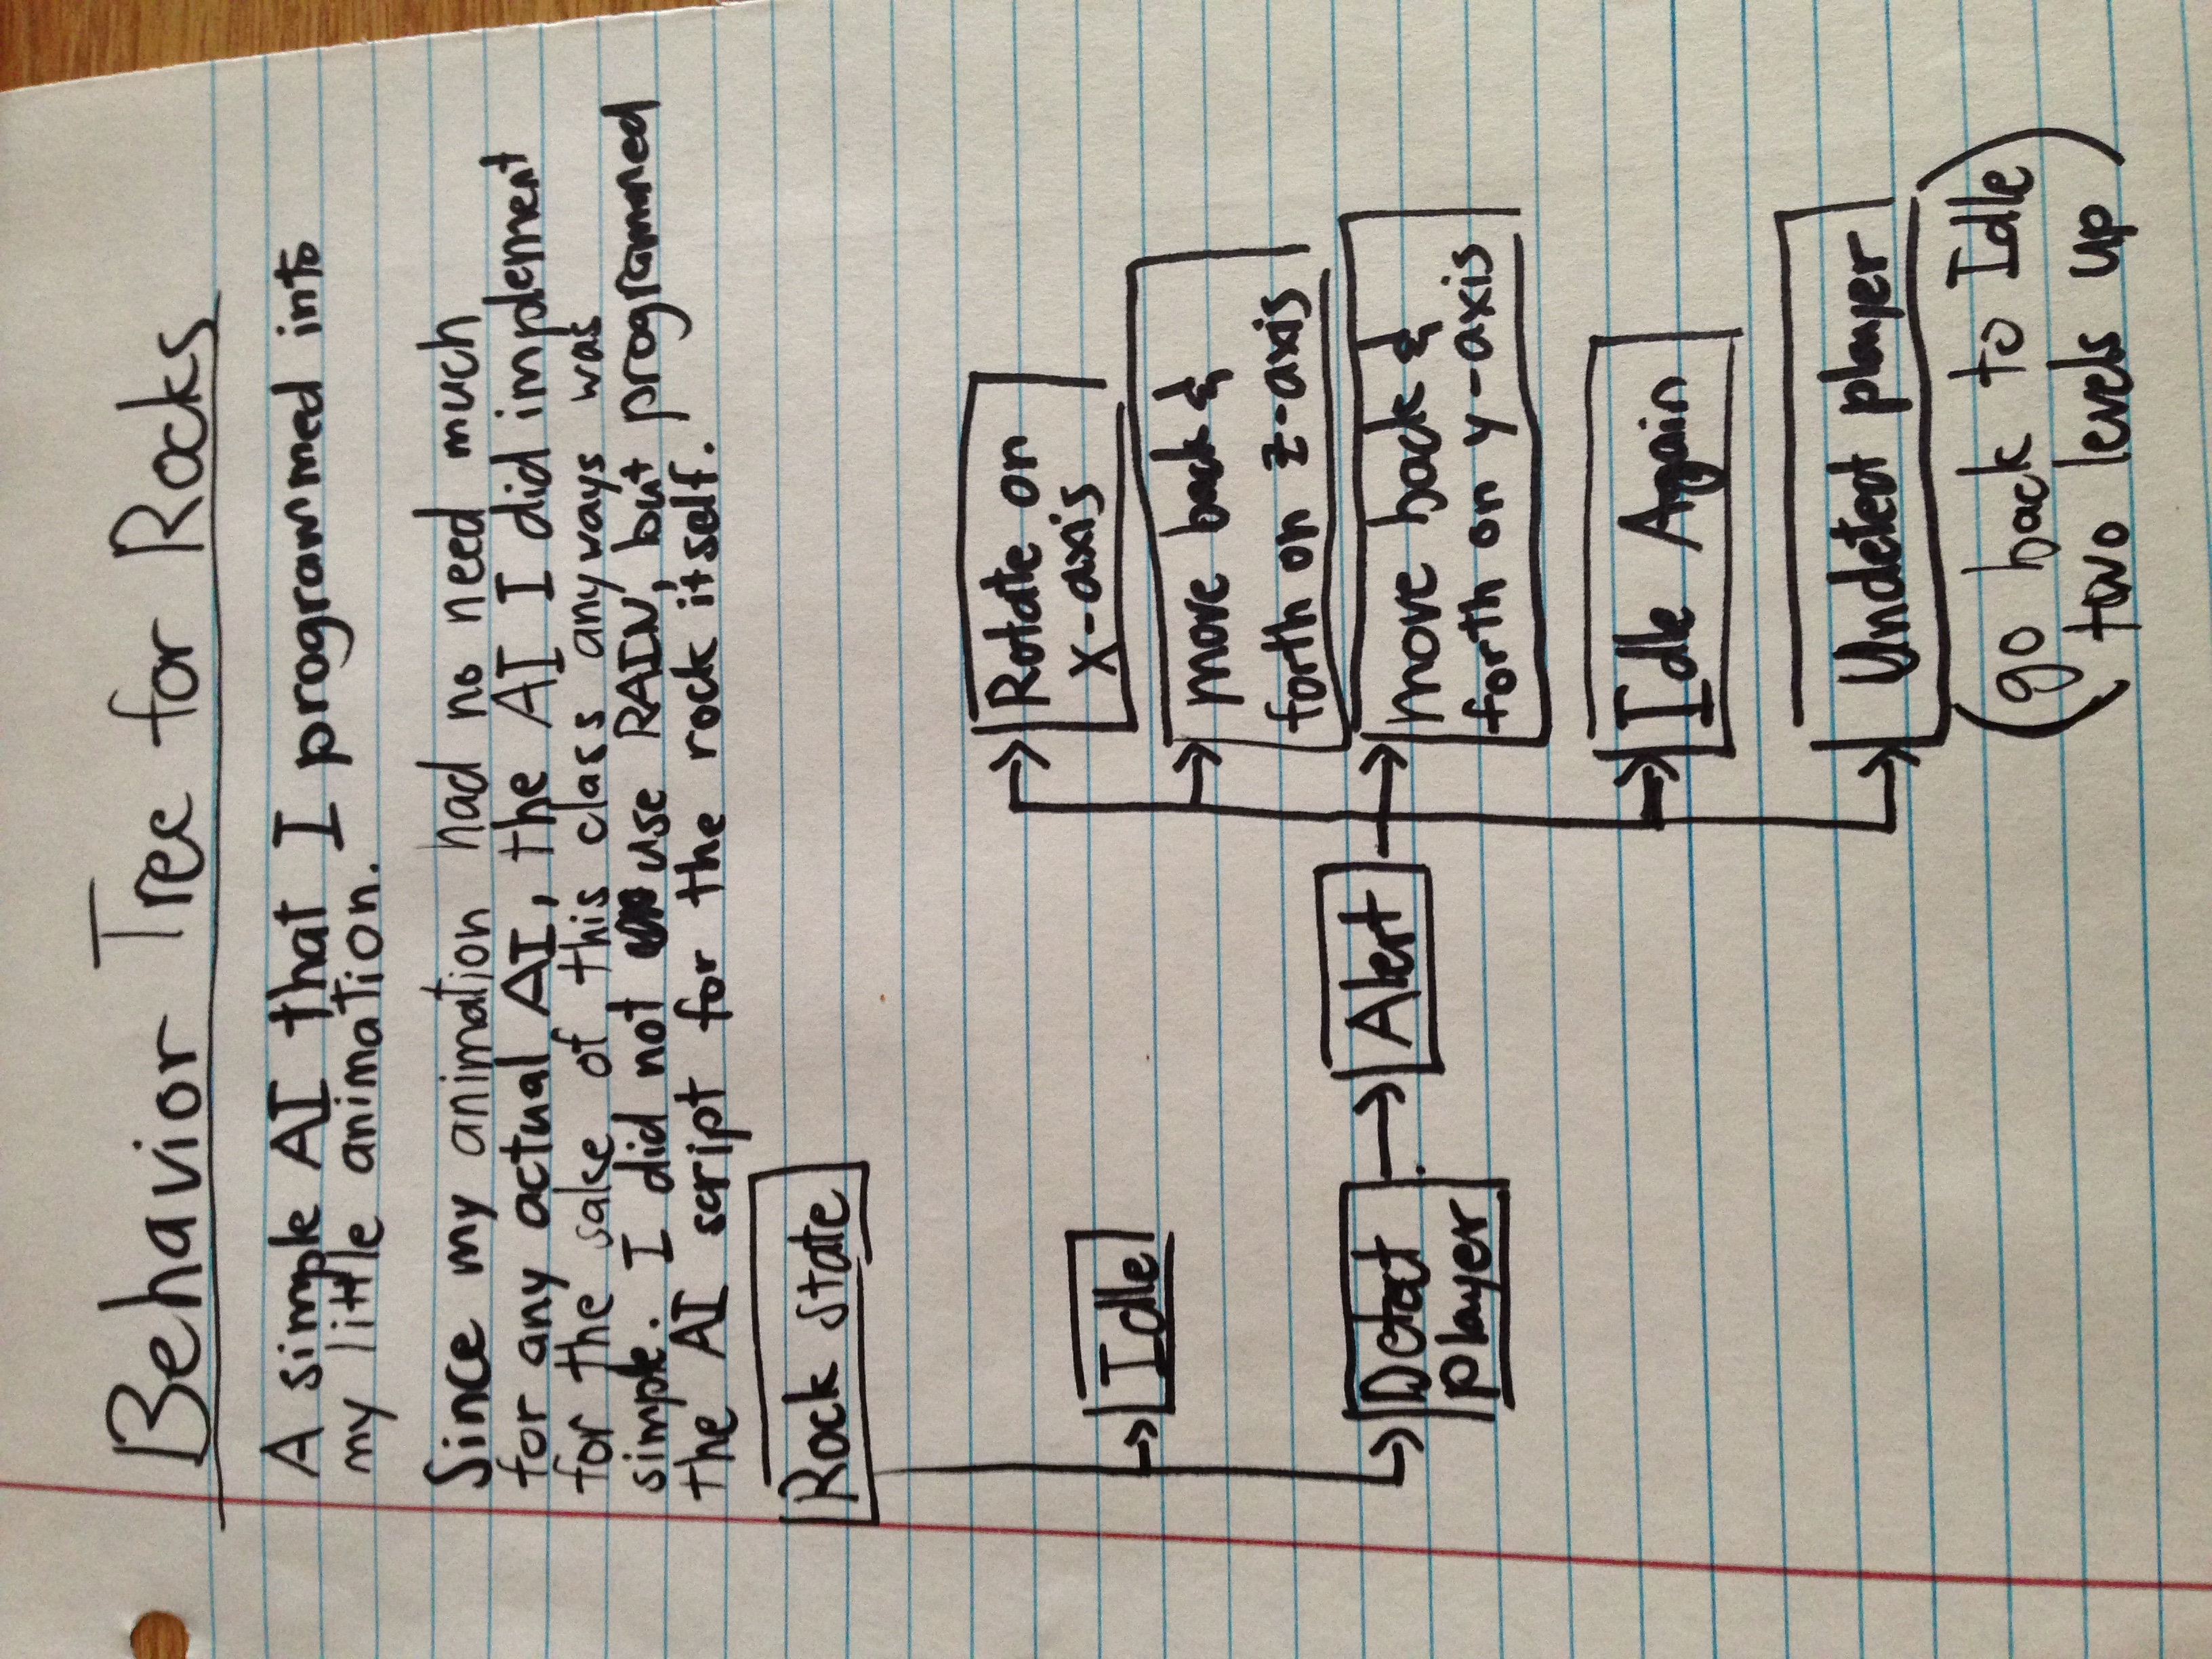 Behavior Tree for Rocks
A simple AI that I programmed into
my little animation.
Since my animation had no need much
for any actual AI, the AI I did implement
for the sake of this class anyways was
simple. I did not use RAIN, but programmed
the AI script for the rock itself.
Rock State
Rotate on
x-axis
Idle
move back &
forth on z-axis
Detect
player
Alert
move back &
forth on y-axis
Idle Again
Undetect player
(go back to Idle
two levels up)